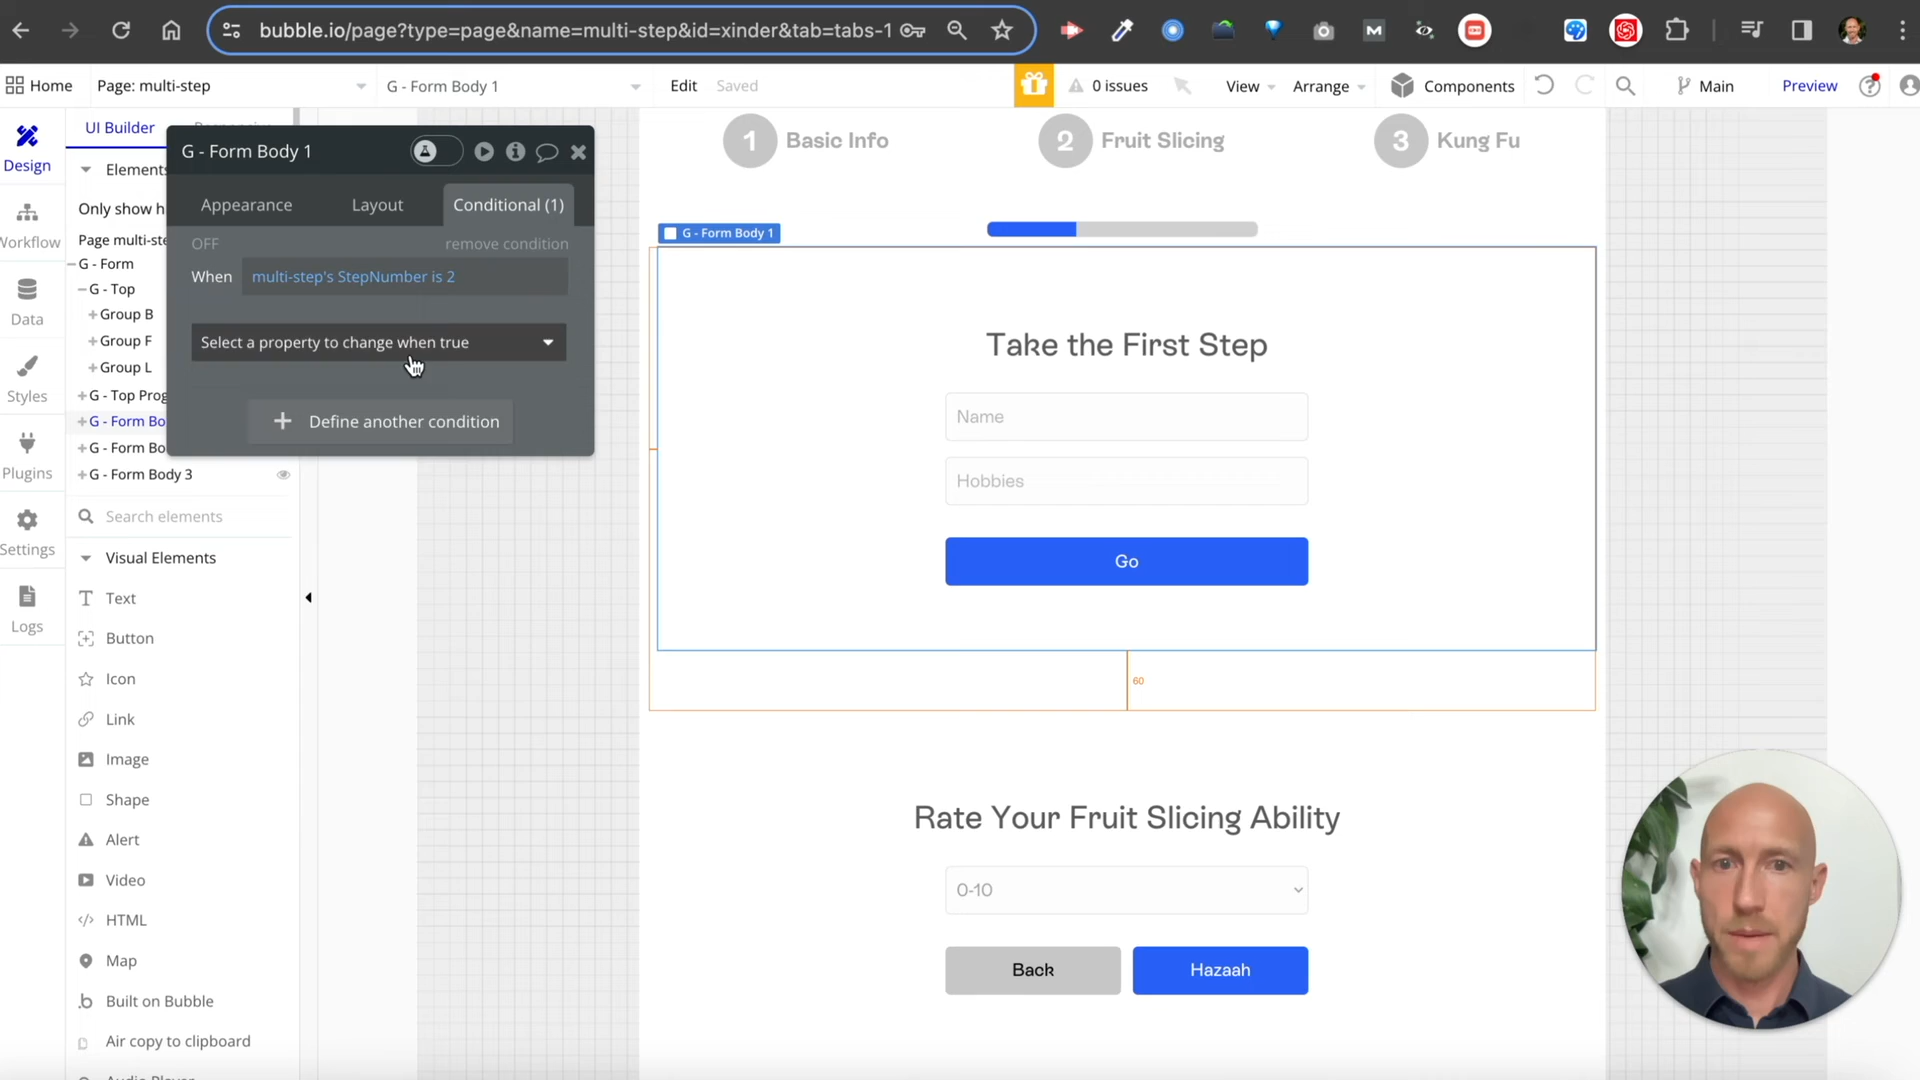 bubble.io/page?type=page&name=multi-step&id=xinder&tab=tabs-1
Home
Page: multi-step
G - Form Body 1
Edit
Saved
0 issues
View
Arrange
Components
Main
Preview
Design
Workflow
Data
Styles
Plugins
Settings
Logs
UI Builder
Responsive
Elements
Only show h
Page multi-ste
G - Form
G - Top
Group B
Group F
Group L
G - Top Prog
G - Form Bo
G - Form Bo
G - Form Body 3
Search elements
Visual Elements
Text
Button
Icon
Link
Image
Shape
Alert
Video
HTML
Map
Built on Bubble
Air copy to clipboard
Audio Player
G - Form Body 1
Appearance
Layout
Conditional (1)
OFF
remove condition
When
multi-step's StepNumber is 2
Select a property to change when true
Define another condition
1 Basic Info
2 Fruit Slicing
3 Kung Fu
G - Form Body 1
Take the First Step
Name
Hobbies
Go
60
Rate Your Fruit Slicing Ability
0-10
Back
Hazaah